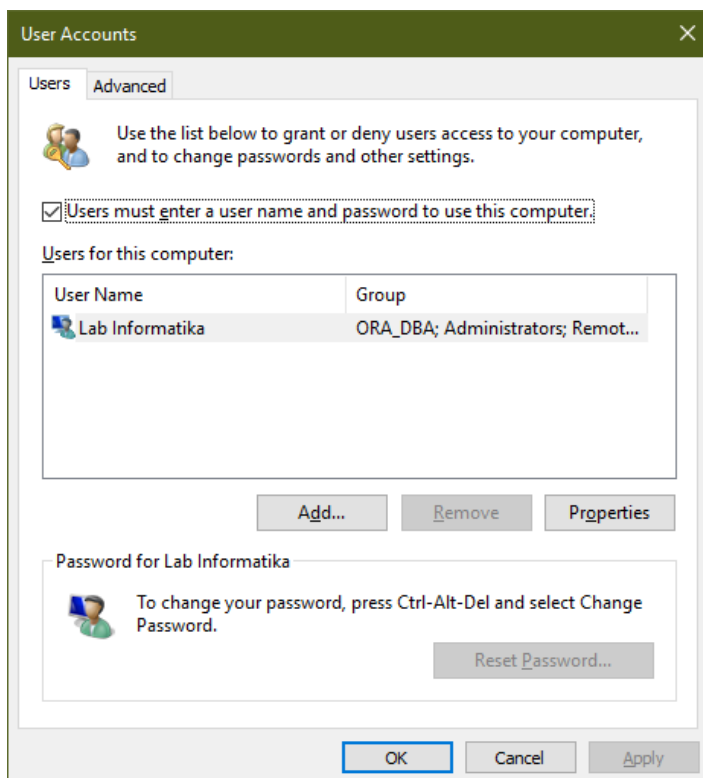 User Accounts
Users
Advanced
Use the list below to grant or deny users access to your computer,
and to change passwords and other settings.
Users must enter a user name and password to use this computer.
Users for this computer:
User Name
Group
Lab Informatika
ORA_DBA; Administrators; Remot...
Add...
Remove
Properties
Password for Lab Informatika
To change your password, press Ctrl-Alt-Del and select Change
Password.
Reset Password...
OK
Cancel
Apply